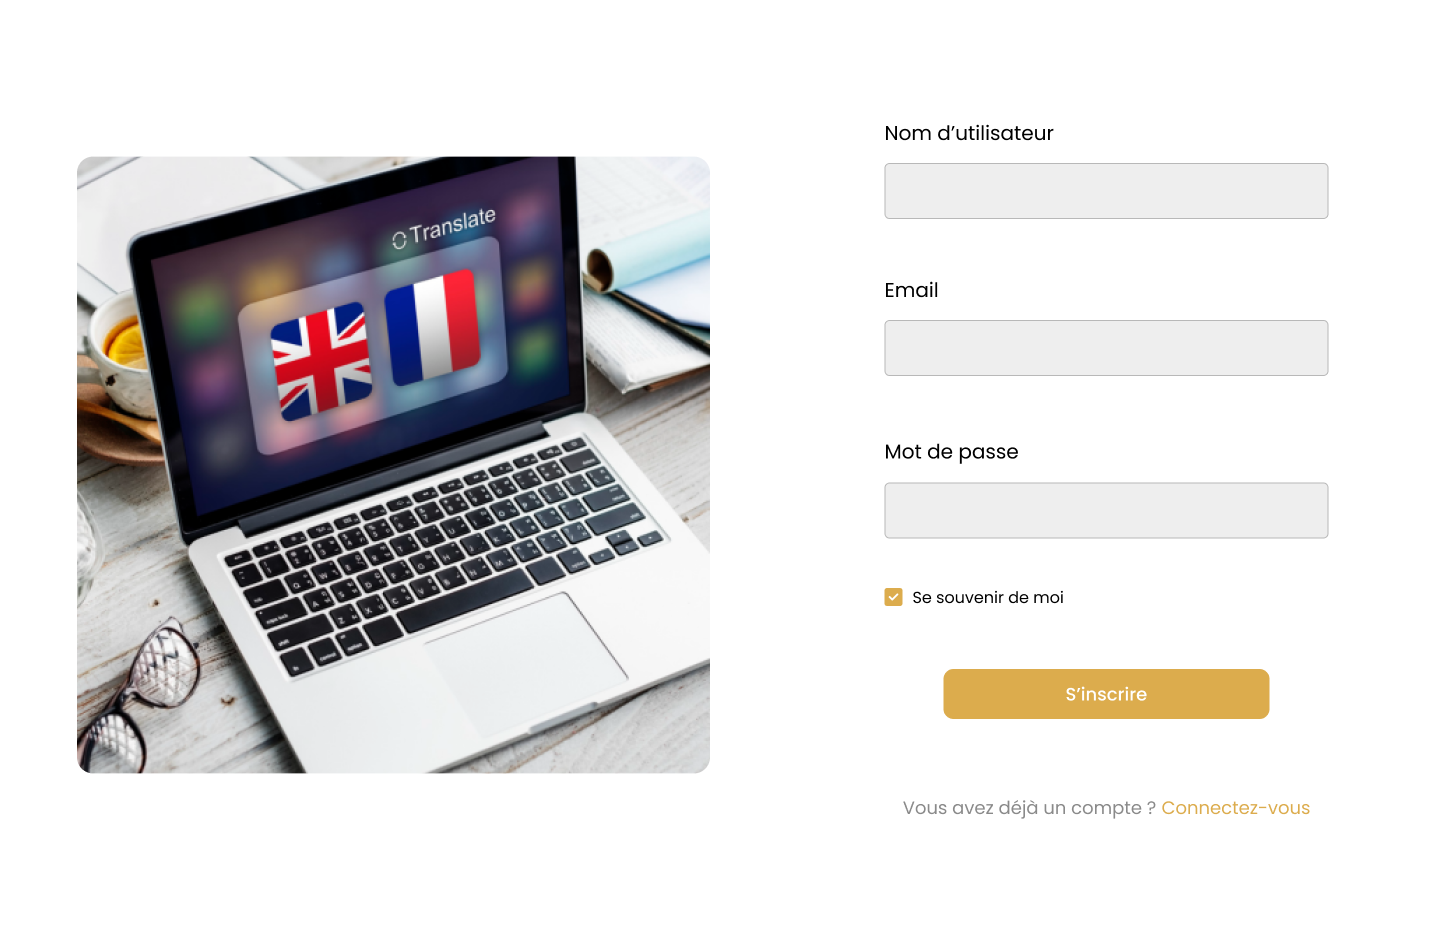 Translate
Nom d’utilisateur
Email
Mot de passe
Se souvenir de moi
S’inscrire
Vous avez déjà un compte ? Connectez-vous